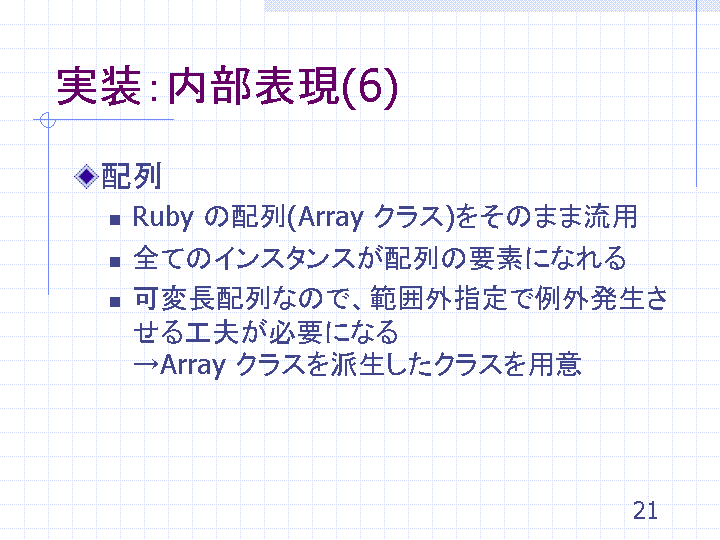 実装：内部表現(6)
配列
Ruby の配列(Array クラス)をそのまま流用
全てのインスタンスが配列の要素になれる
可変長配列なので、範囲外指定で例外発生さ
せる工夫が必要になる
→Array クラスを派生したクラスを用意
21